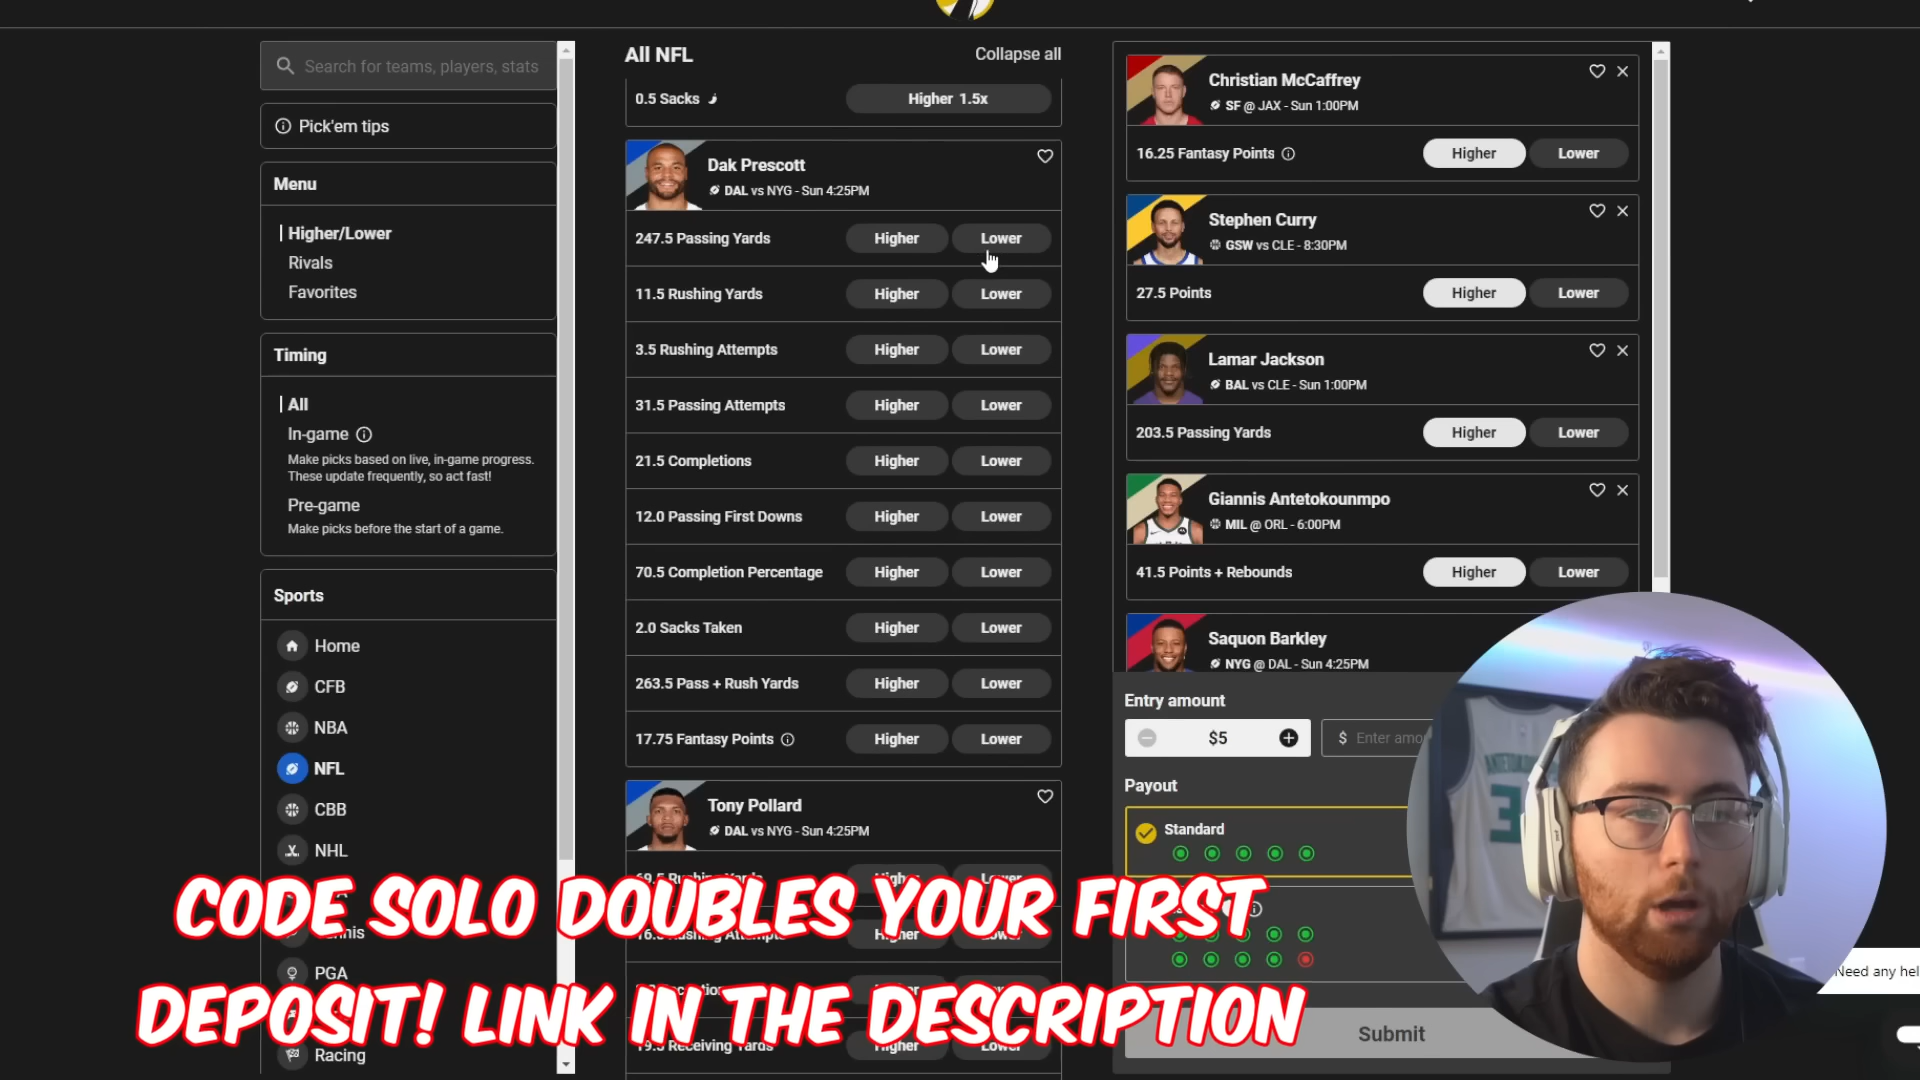 Search for teams, players, stats
Pick'em tips
Menu
Higher/Lower
Rivals
Favorites
Timing
All
In-game
Make picks based on live, in-game progress.
These update frequently, so act fast!
Pre-game
Make picks before the start of a game.
Sports
Home
CFB
NBA
NFL
CBB
NHL
PGA
Racing
All NFL
Collapse all
0.5 Sacks
Higher 1.5x
Dak Prescott
DAL vs NYG - Sun 4:25PM
247.5 Passing Yards Higher Lower
11.5 Rushing Yards Higher Lower
3.5 Rushing Attempts Higher Lower
31.5 Passing Attempts Higher Lower
21.5 Completions Higher Lower
12.0 Passing First Downs Higher Lower
70.5 Completion Percentage Higher Lower
2.0 Sacks Taken Higher Lower
263.5 Pass + Rush Yards Higher Lower
17.75 Fantasy Points Higher Lower
Tony Pollard
DAL vs NYG - Sun 4:25PM
Receiving Yards Higher Lower
Christian McCaffrey
SF @ JAX - Sun 1:00PM
16.25 Fantasy Points Higher Lower
Stephen Curry
GSW vs CLE - 8:30PM
27.5 Points Higher Lower
Lamar Jackson
BAL vs CLE - Sun 1:00PM
203.5 Passing Yards Higher Lower
Giannis Antetokounmpo
MIL @ ORL - 6:00PM
41.5 Points + Rebounds Higher Lower
Saquon Barkley
NYG @ DAL - Sun 4:25PM
Entry amount
$5
$ Enter amou
Payout
Standard
Submit
Need any hel
CODE SOLO DOUBLES YOUR FIRST
DEPOSIT! LINK IN THE DESCRIPTION